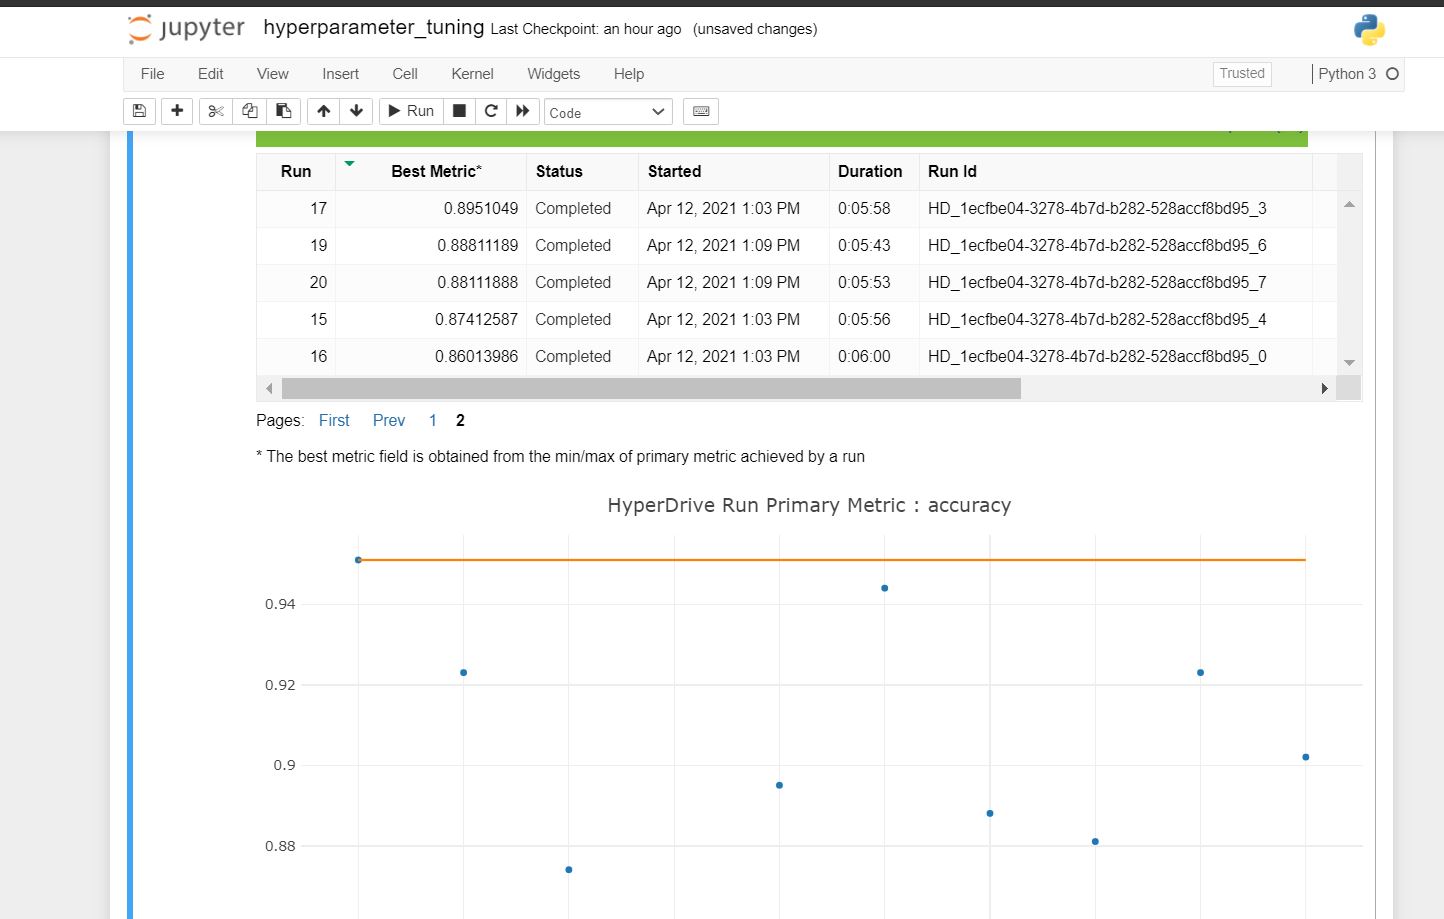 jupyter hyperparameter_tuning Last Checkpoint: an hour ago (unsaved changes)
File Edit View Insert Cell Kernel Widgets Help Trusted Python 3
Run Code
Run Best Metric* Status Started Duration Run Id
17 0.8951049 Completed Apr 12, 2021 1:03 PM 0:05:58 HD_1ecfbe04-3278-4b7d-b282-528accf8bd95_3
19 0.88811189 Completed Apr 12, 2021 1:09 PM 0:05:43 HD_1ecfbe04-3278-4b7d-b282-528accf8bd95_6
20 0.88111888 Completed Apr 12, 2021 1:09 PM 0:05:53 HD_1ecfbe04-3278-4b7d-b282-528accf8bd95_7
15 0.87412587 Completed Apr 12, 2021 1:03 PM 0:05:56 HD_1ecfbe04-3278-4b7d-b282-528accf8bd95_4
16 0.86013986 Completed Apr 12, 2021 1:03 PM 0:06:00 HD_1ecfbe04-3278-4b7d-b282-528accf8bd95_0
Pages: First Prev 1 2
* The best metric field is obtained from the min/max of primary metric achieved by a run
HyperDrive Run Primary Metric : accuracy
0.94
0.92
0.9
0.88